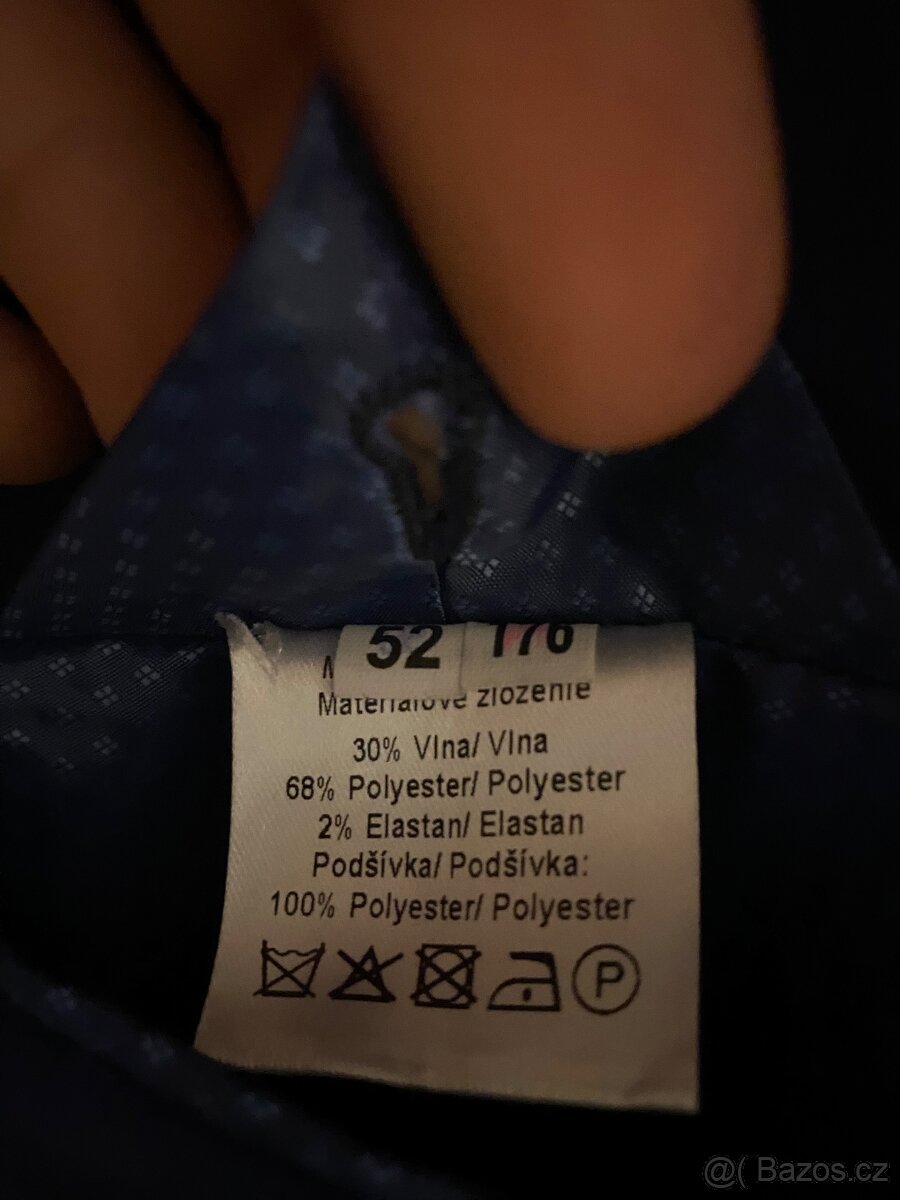 52 176
Materiálové zloženie
30% Vlna/ Vlna
68% Polyester/ Polyester
2% Elastan/ Elastan
Podšívka/ Podšívka:
100% Polyester/ Polyester
P
@( Bazos.cz